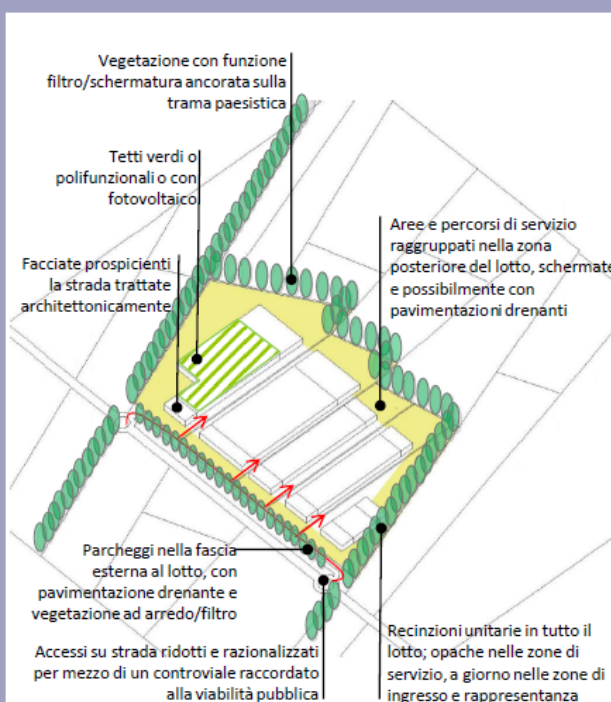 Vegetazione con funzione
filtro/schermatura ancorata sulla
trama paesistica
Tetti verdi o
polifunzionali o con
fotovoltaico
Facciate prospicienti
la strada trattate
architettonicamente
Aree e percorsi di servizio
raggruppati nella zona
posteriore del lotto, schermate
e possibilmente con
pavimentazioni drenanti
Parcheggi nella fascia
esterna al lotto, con
pavimentazione drenante e
vegetazione ad arredo/filtro
Accessi su strada ridotti e razionalizzati
per mezzo di un controviale raccordato
alla viabilità pubblica
Recinzioni unitarie in tutto il
lotto; opache nelle zone di
servizio, a giorno nelle zone di
ingresso e rappresentanza